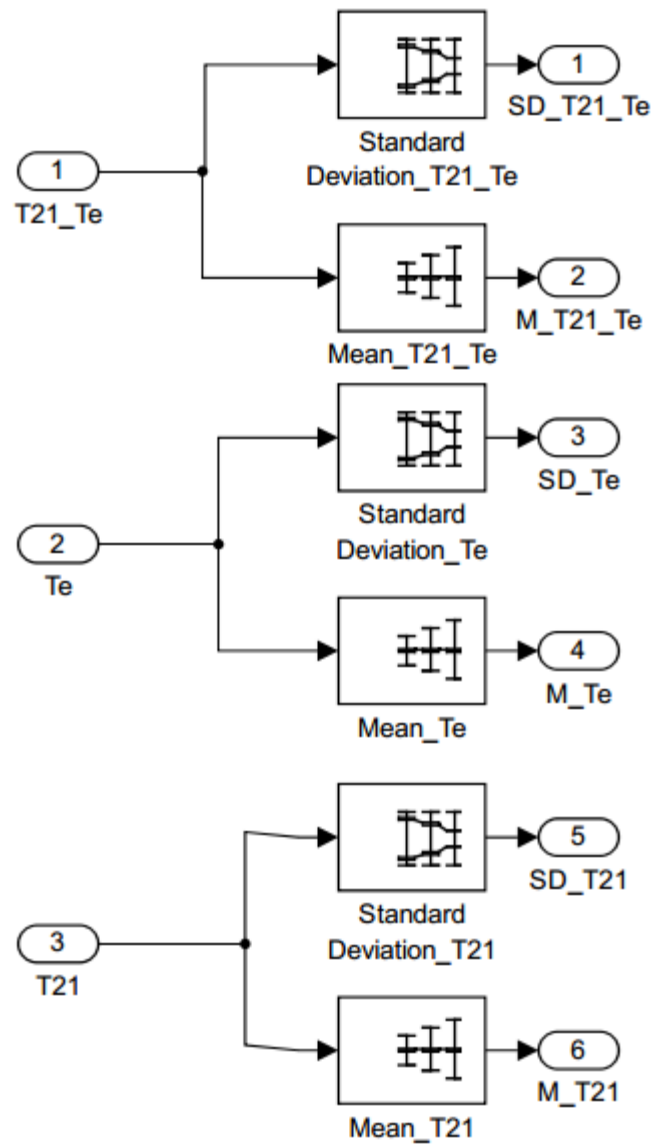 1
SD_T21_Te
Standard
Deviation_T21_Te
1
T21_Te
2
M_T21_Te
Mean_T21_Te
3
SD_Te
Standard
Deviation_Te
2
Te
4
M_Te
Mean_Te
5
SD_T21
Standard
Deviation_T21
3
T21
6
M_T21
Mean_T21